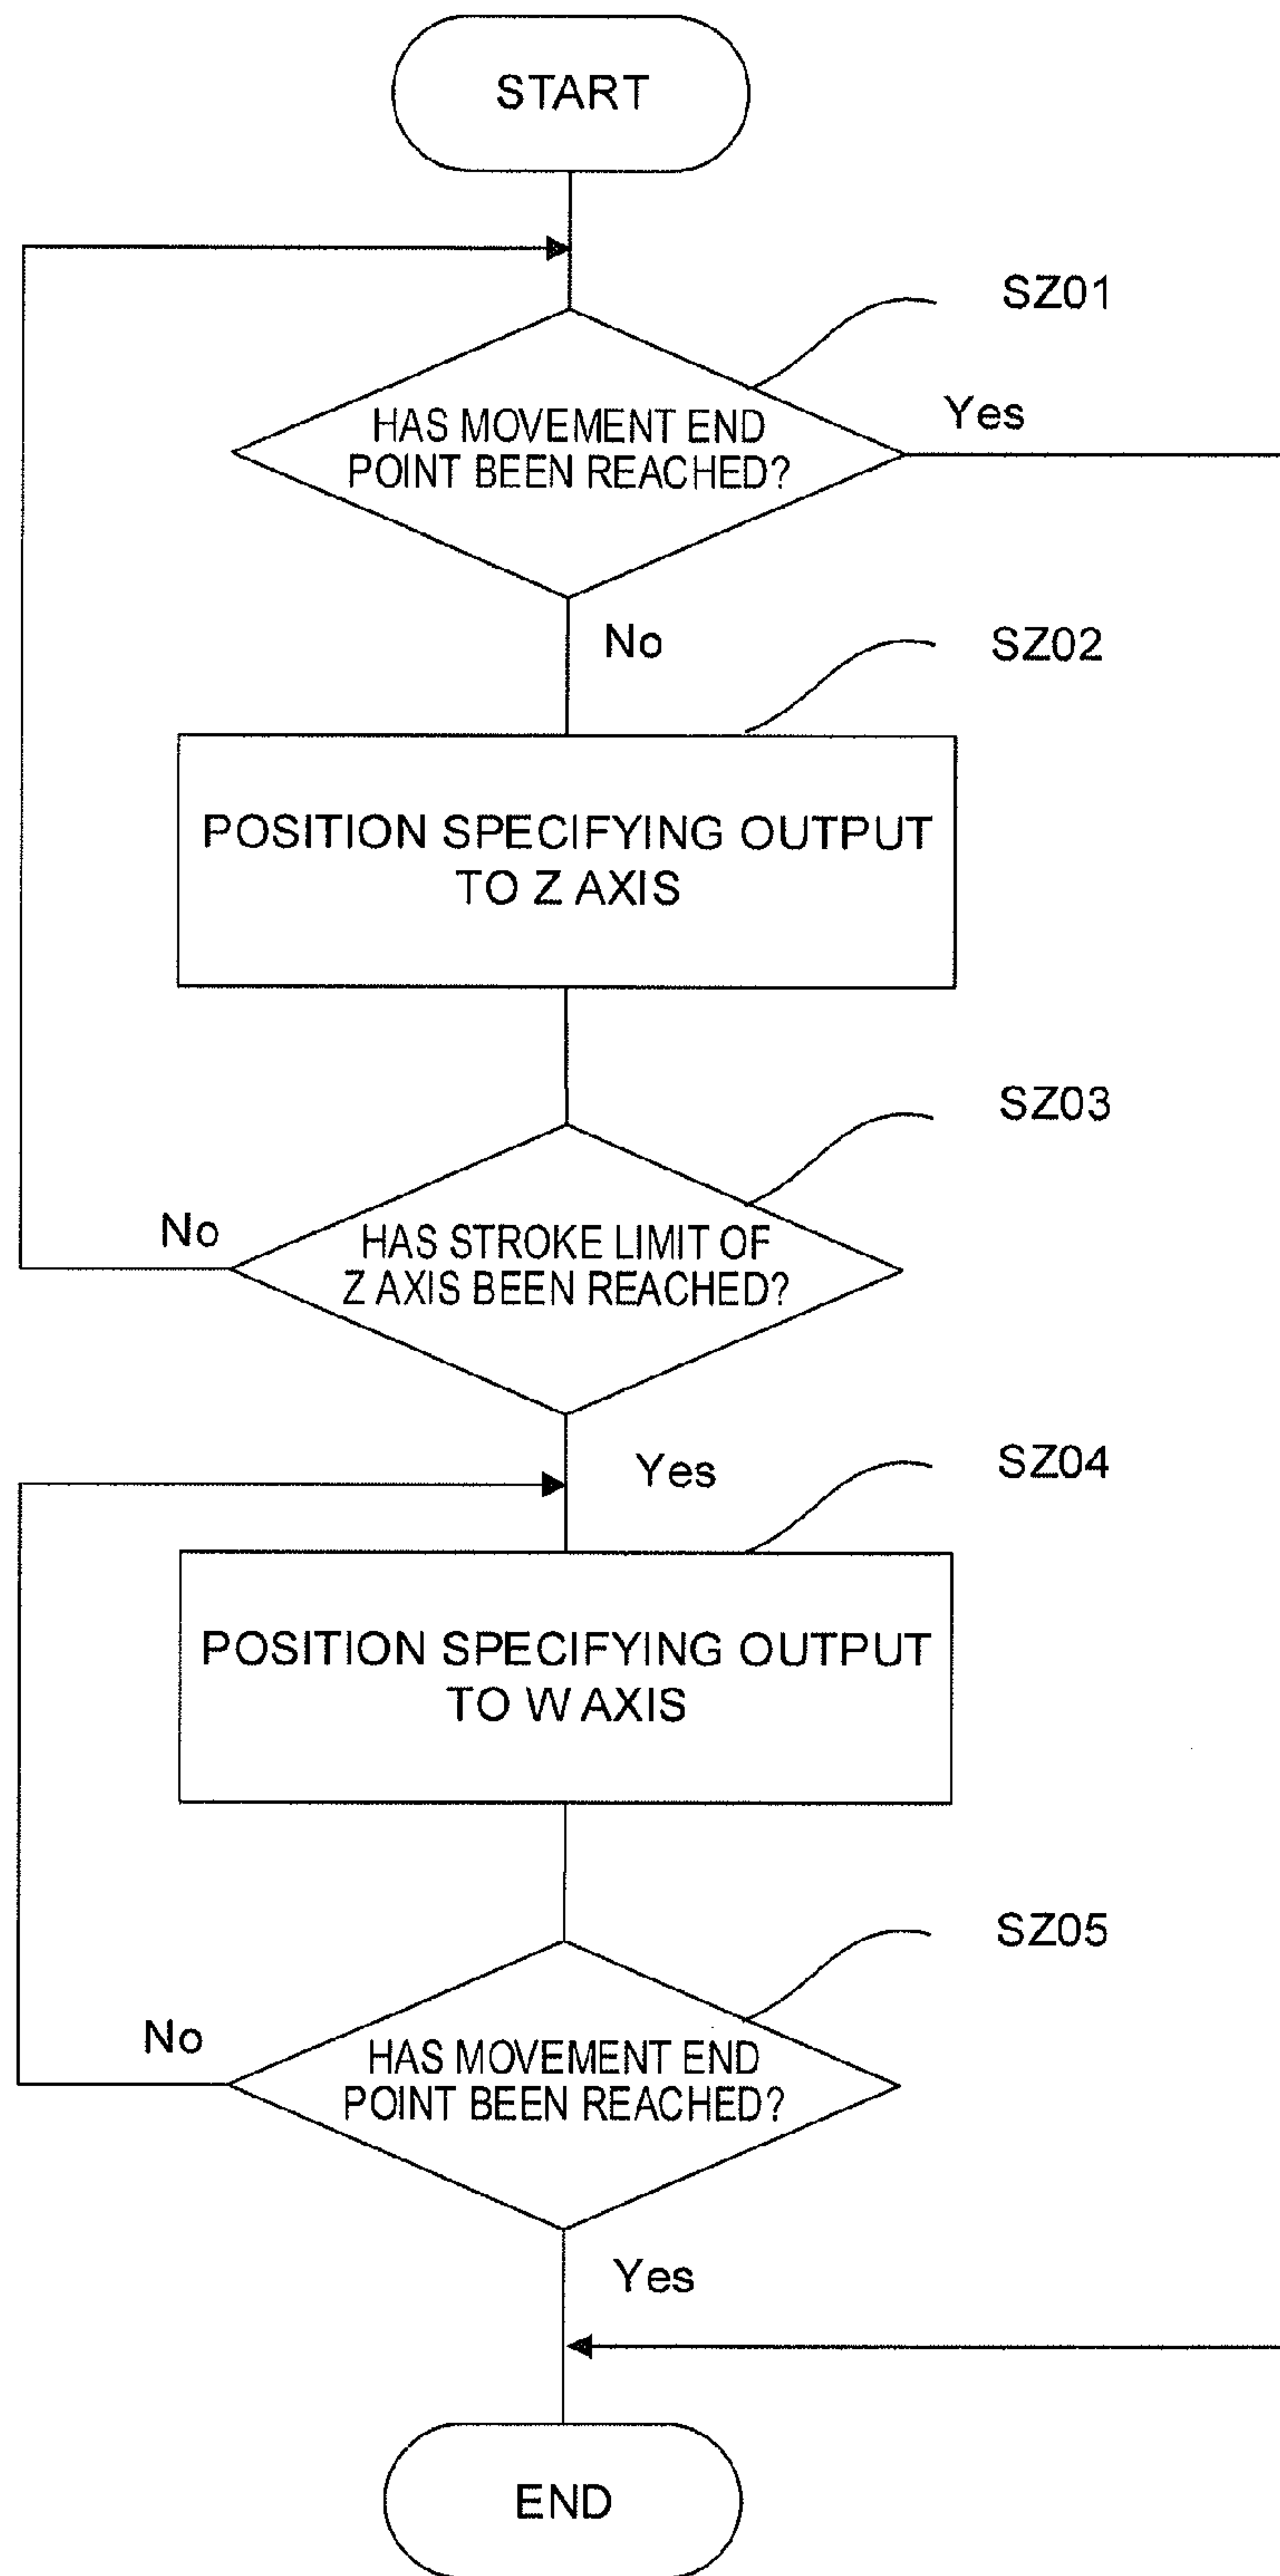 START
SZ01
HAS MOVEMENT END
POINT BEEN REACHED?
Yes
No
SZ02
POSITION SPECIFYING OUTPUT
TO Z AXIS
SZ03
No
HAS STROKE LIMIT OF
Z AXIS BEEN REACHED?
Yes
SZ04
POSITION SPECIFYING OUTPUT
TO W AXIS
SZ05
No
HAS MOVEMENT END
POINT BEEN REACHED?
Yes
END